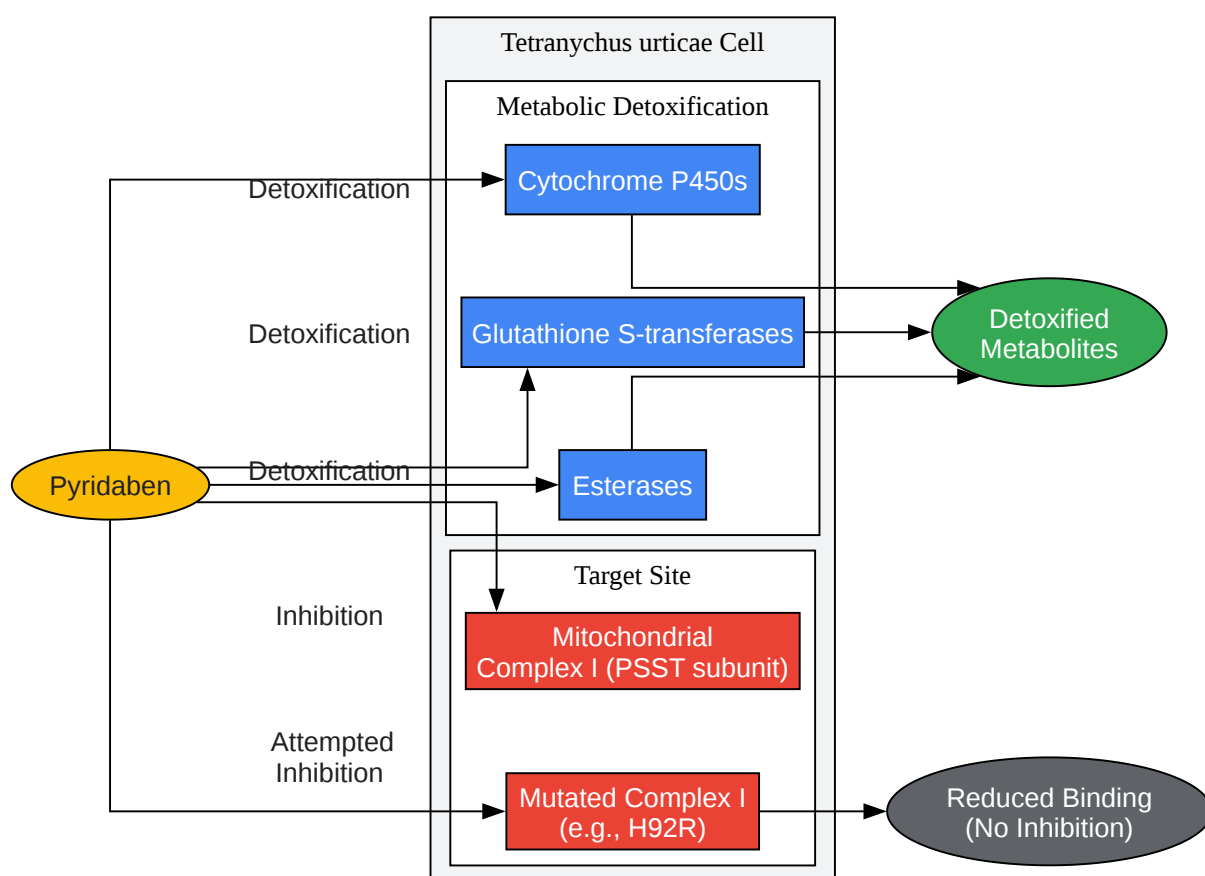 Tetranychus urticae Cell
Metabolic Detoxification
Detoxification
Cytochrome P450s
Detoxification
Glutathione S-transferases
Detoxified
Metabolites
Detoxification
Pyridaben
Esterases
Target Site
Inhibition
Mitochondrial
Complex I (PSST subunit)
Attempted
Inhibition
Mutated Complex I
(e.g., H92R)
Reduced Binding
(No Inhibition)